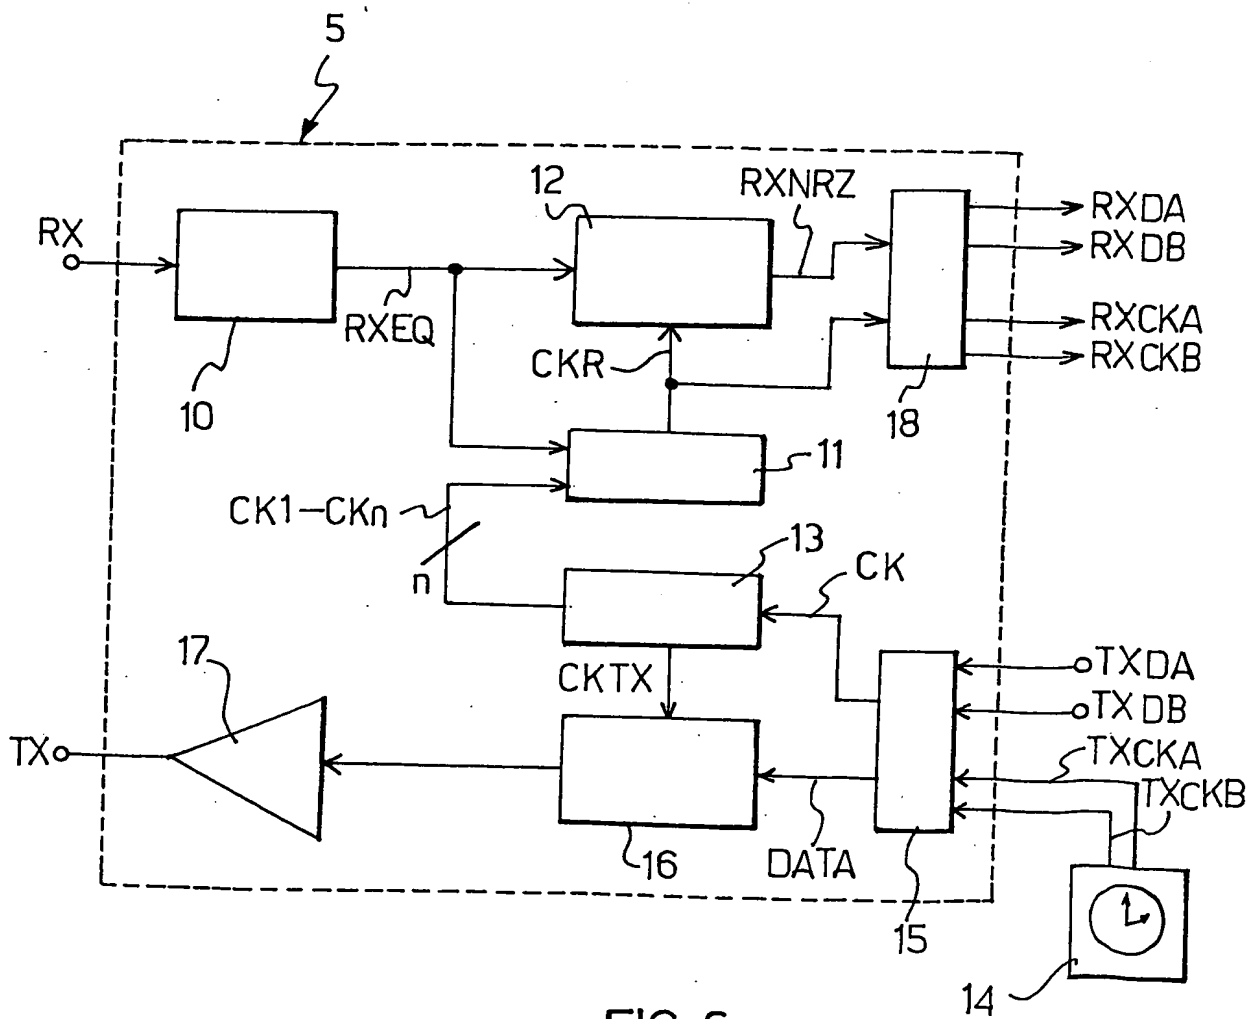 5
12
RXNRZ
RX
RXDA
RXDB
RXEQ
RXCKA
RXCKB
CKR
10
18
11
CK1-CKn
n
13
CK
17
CKTX
TXDA
TXDB
TX
TXCKA
TXCKB
16
DATA
15
14